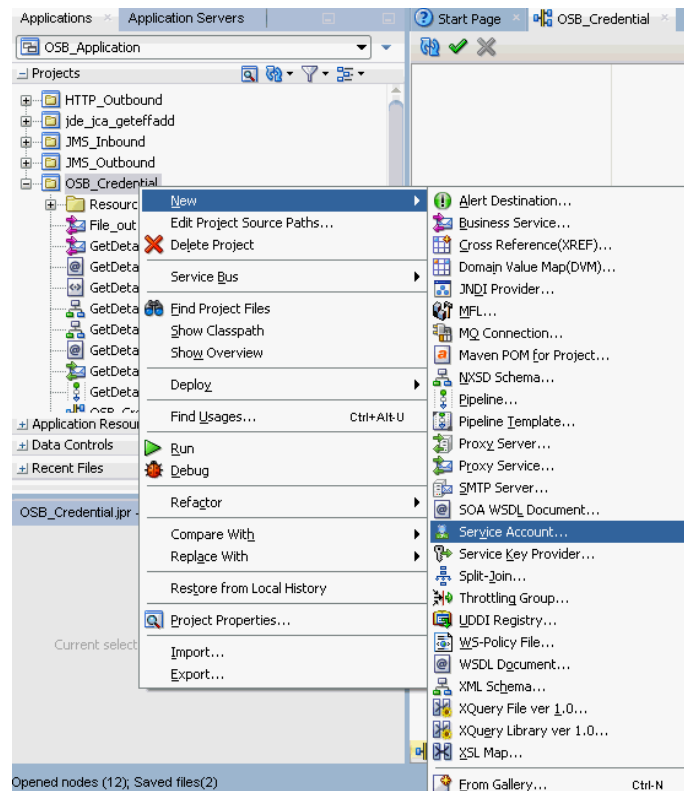 Applications
Application Servers
Start Page
OSB_Credential
OSB_Application
Projects
HTTP_Outbound
jde_jca_geteffadd
JMS_Inbound
JMS_Outbound
OSB_Credential
Resourc
File_out
GetDeta
GetDeta
GetDeta
GetDeta
GetDeta
GetDeta
GetDeta
GetDeta
OSB_Cr
Application Resour
Data Controls
Recent Files
OSB_Credential.jpr -
Current select
Opened nodes (12); Saved files(2)
New
Edit Project Source Paths...
Delete Project
Service Bus
Find Project Files
Show Classpath
Show Overview
Deploy
Find Usages... Ctrl+Alt-U
Run
Debug
Refactor
Compare With
Replace With
Restore from Local History
Project Properties...
Import...
Export...
Alert Destination...
Business Service...
Cross Reference(XREF)...
Domain Value Map(DVM)...
JNDI Provider...
MFL...
MQ Connection...
Maven POM for Project...
NXSD Schema...
Pipeline...
Pipeline Template...
Proxy Server...
Proxy Service...
SMTP Server...
SOA WSDL Document...
Service Account...
Service Key Provider...
Split-Join...
Throttling Group...
UDDI Registry...
WS-Policy File...
WSDL Document...
XML Schema...
XQuery File ver 1.0...
XQuery Library ver 1.0...
XSL Map...
From Gallery... Ctrl-N